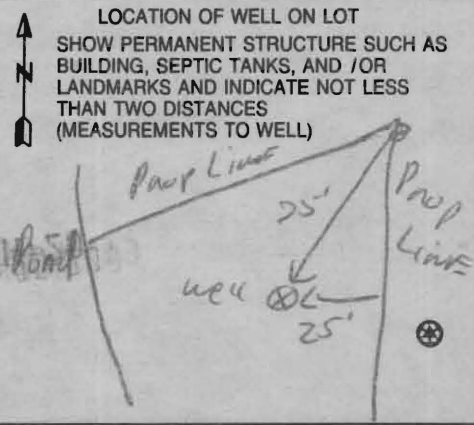 LOCATION OF WELL ON LOT
SHOW PERMANENT STRUCTURE SUCH AS
BUILDING, SEPTIC TANKS, AND /OR
LANDMARKS AND INDICATE NOT LESS
THAN TWO DISTANCES
(MEASUREMENTS TO WELL)
N
Prop Line
Road
25'
Prop
Line
well
25'